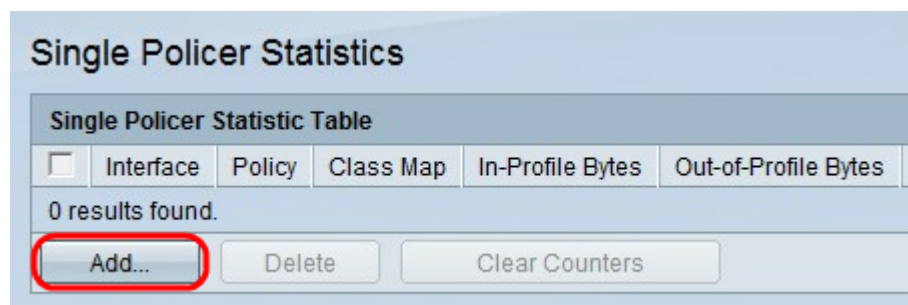 Single Policer Statistics
Single Policer Statistic Table
Interface Policy Class Map In-Profile Bytes Out-of-Profile Bytes
0 results found.
Add... Delete Clear Counters